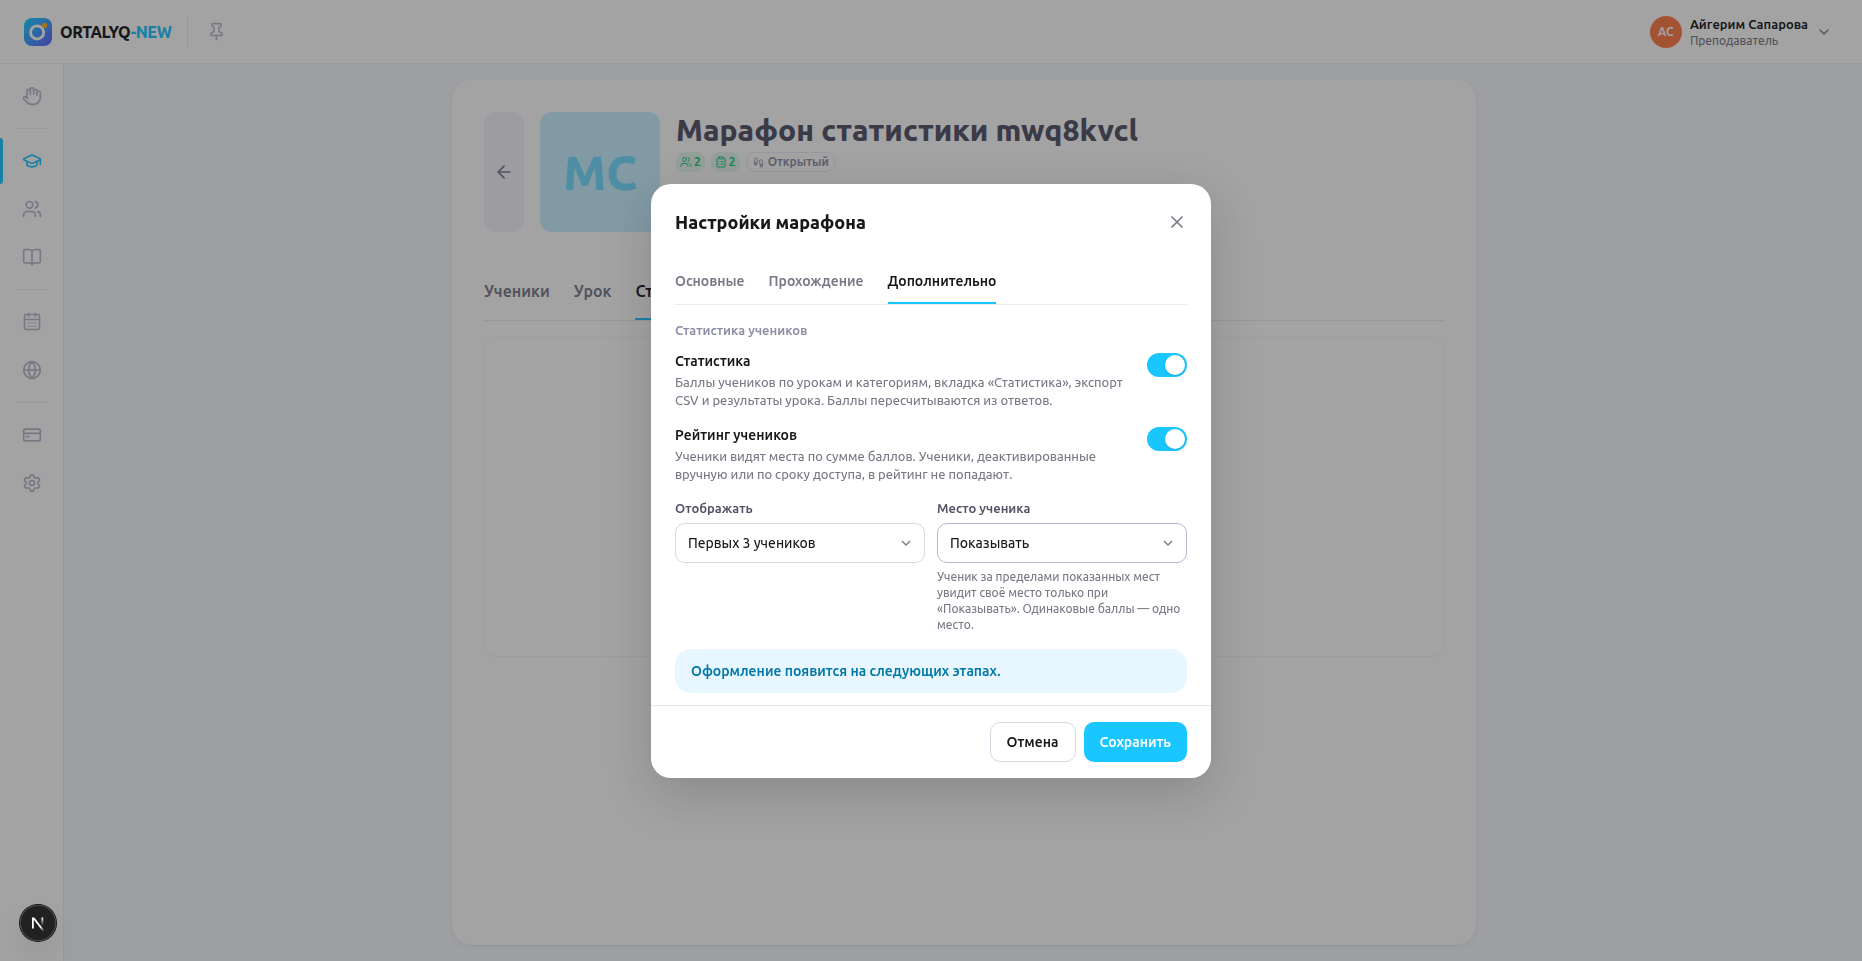 ORTALYQ-NEW
АС
Айгерим Сапарова
Преподаватель
МС
Марафон статистики mwq8kvcl
2
2
Открытый
Ученики
Урок
Ст
Настройки марафона
Основные
Прохождение
Дополнительно
Статистика учеников
Статистика
Баллы учеников по урокам и категориям, вкладка «Статистика», экспорт
CSV и результаты урока. Баллы пересчитываются из ответов.
Рейтинг учеников
Ученики видят места по сумме баллов. Ученики, деактивированные
вручную или по сроку доступа, в рейтинг не попадают.
Отображать
Место ученика
Первых 3 учеников
Показывать
Ученик за пределами показанных мест
увидит своё место только при
«Показывать». Одинаковые баллы — одно
место.
Оформление появится на следующих этапах.
Отмена
Сохранить
N